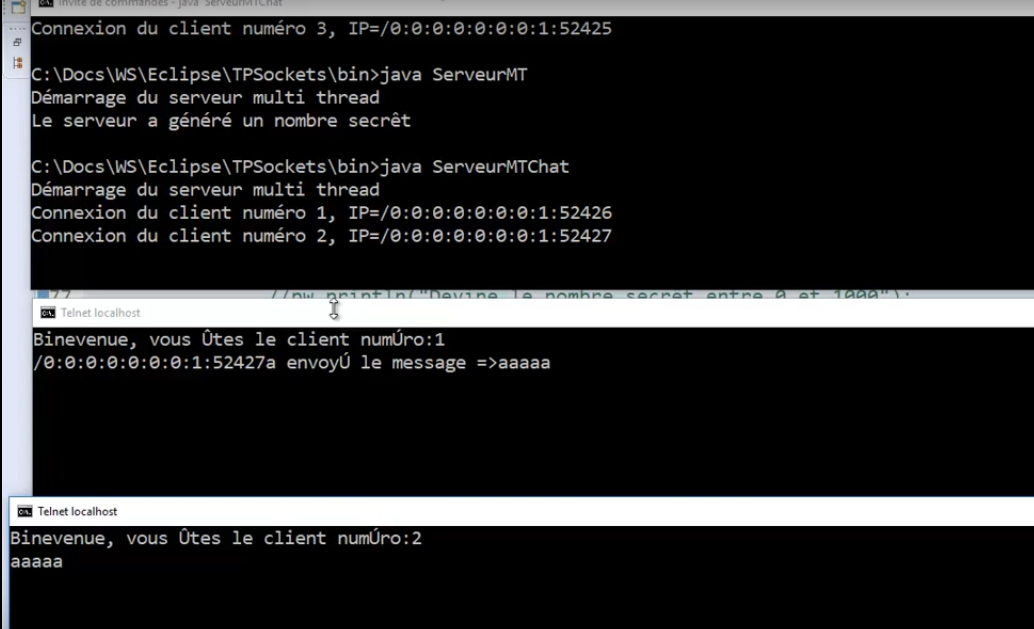 Invite de commandes - java ServeurMTChat
Connexion du client numéro 3, IP=/0:0:0:0:0:0:0:1:52425
C:\Docs\WS\Eclipse\TPSockets\bin>java ServeurMT
Démarrage du serveur multi thread
Le serveur a généré un nombre secrêt
C:\Docs\WS\Eclipse\TPSockets\bin>java ServeurMTChat
Démarrage du serveur multi thread
Connexion du client numéro 1, IP=/0:0:0:0:0:0:0:1:52426
Connexion du client numéro 2, IP=/0:0:0:0:0:0:0:1:52427
77 //pw.println("Devine le nombre secret entre 0 et 1000");
Telnet localhost
Binevenue, vous Ûtes le client numÚro:1
/0:0:0:0:0:0:0:1:52427a envoyÚ le message =>aaaaa
Telnet localhost
Binevenue, vous Ûtes le client numÚro:2
aaaaa